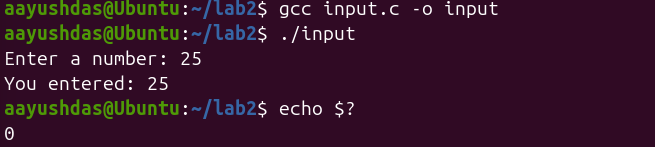 aayushdas@Ubuntu:~/lab2$ gcc input.c -o input
aayushdas@Ubuntu:~/lab2$ ./input
Enter a number: 25
You entered: 25
aayushdas@Ubuntu:~/lab2$ echo $?
0